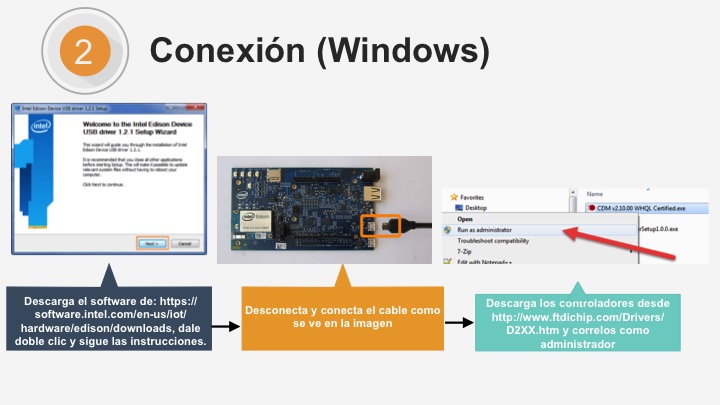 2
Conexión (Windows)
Intel Edison Device USB driver 1.2.1 Setup
intel
Welcome to the Intel Edison Device
USB driver 1.2.1 Setup Wizard
This wizard will guide you through the installation of Intel
Edison Device USB driver 1.2.1.
It is recommended that you close all other applications
before starting Setup. This will make it possible to update
relevant system files without having to reboot your
computer.
Click Next to continue.
Next >
Cancel
Descarga el software de: https://
software.intel.com/en-us/iot/
hardware/edison/downloads, dale
doble clic y sigue las instrucciones.
Edison
Desconecta y conecta el cable como
se ve en la imagen
Favorites
Desktop
Name
CDM v2.10.00 WHQL Certified.exe
rSetup1.0.0.exe
Open
Run as administrator
Troubleshoot compatibility
7-Zip
Edit with Notepad++
Descarga los controladores desde
http://www.ftdichip.com/Drivers/
D2XX.htm y correlos como
administrador